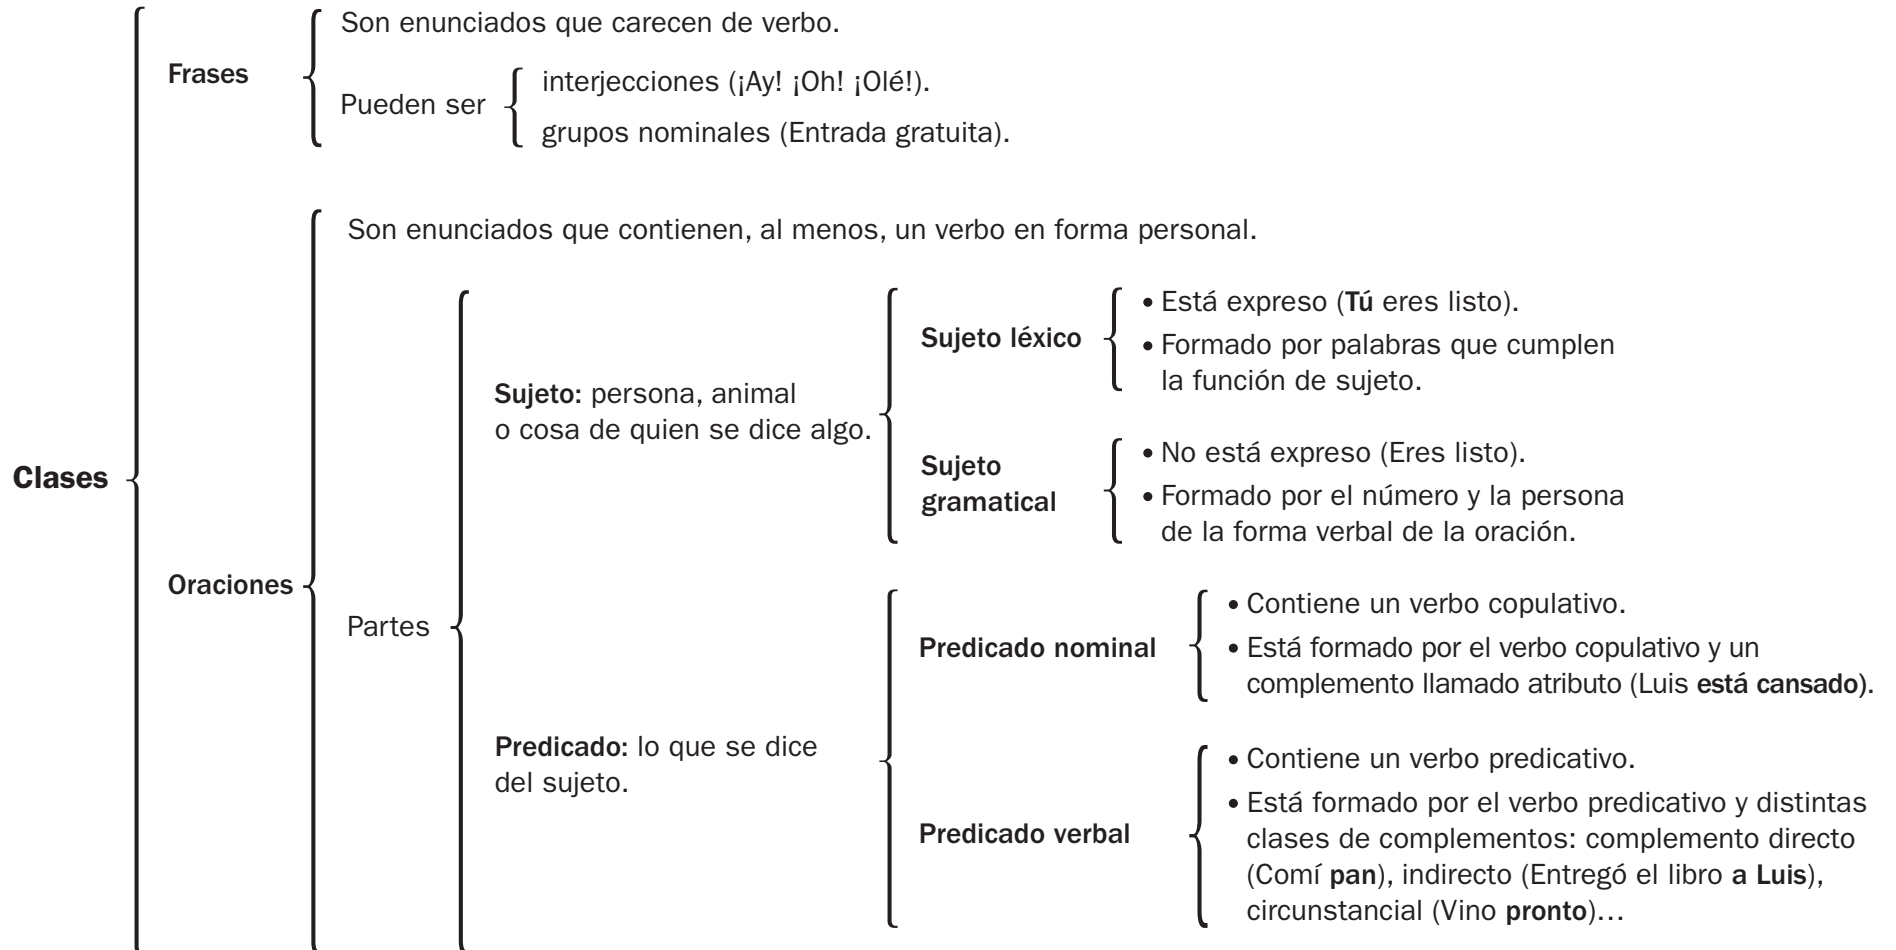 Clases
Frases
Son enunciados que carecen de verbo.
Pueden ser
interjecciones (¡Ay! ¡Oh! ¡Olé!).
grupos nominales (Entrada gratuita).
Oraciones
Son enunciados que contienen, al menos, un verbo en forma personal.
Partes
Sujeto: persona, animal
o cosa de quien se dice algo.
Sujeto léxico
• Está expreso (Tú eres listo).
• Formado por palabras que cumplen
la función de sujeto.
Sujeto
gramatical
• No está expreso (Eres listo).
• Formado por el número y la persona
de la forma verbal de la oración.
Predicado: lo que se dice
del sujeto.
Predicado nominal
• Contiene un verbo copulativo.
• Está formado por el verbo copulativo y un
complemento llamado atributo (Luis está cansado).
Predicado verbal
• Contiene un verbo predicativo.
• Está formado por el verbo predicativo y distintas
clases de complementos: complemento directo
(Comí pan), indirecto (Entregó el libro a Luis),
circunstancial (Vino pronto)...